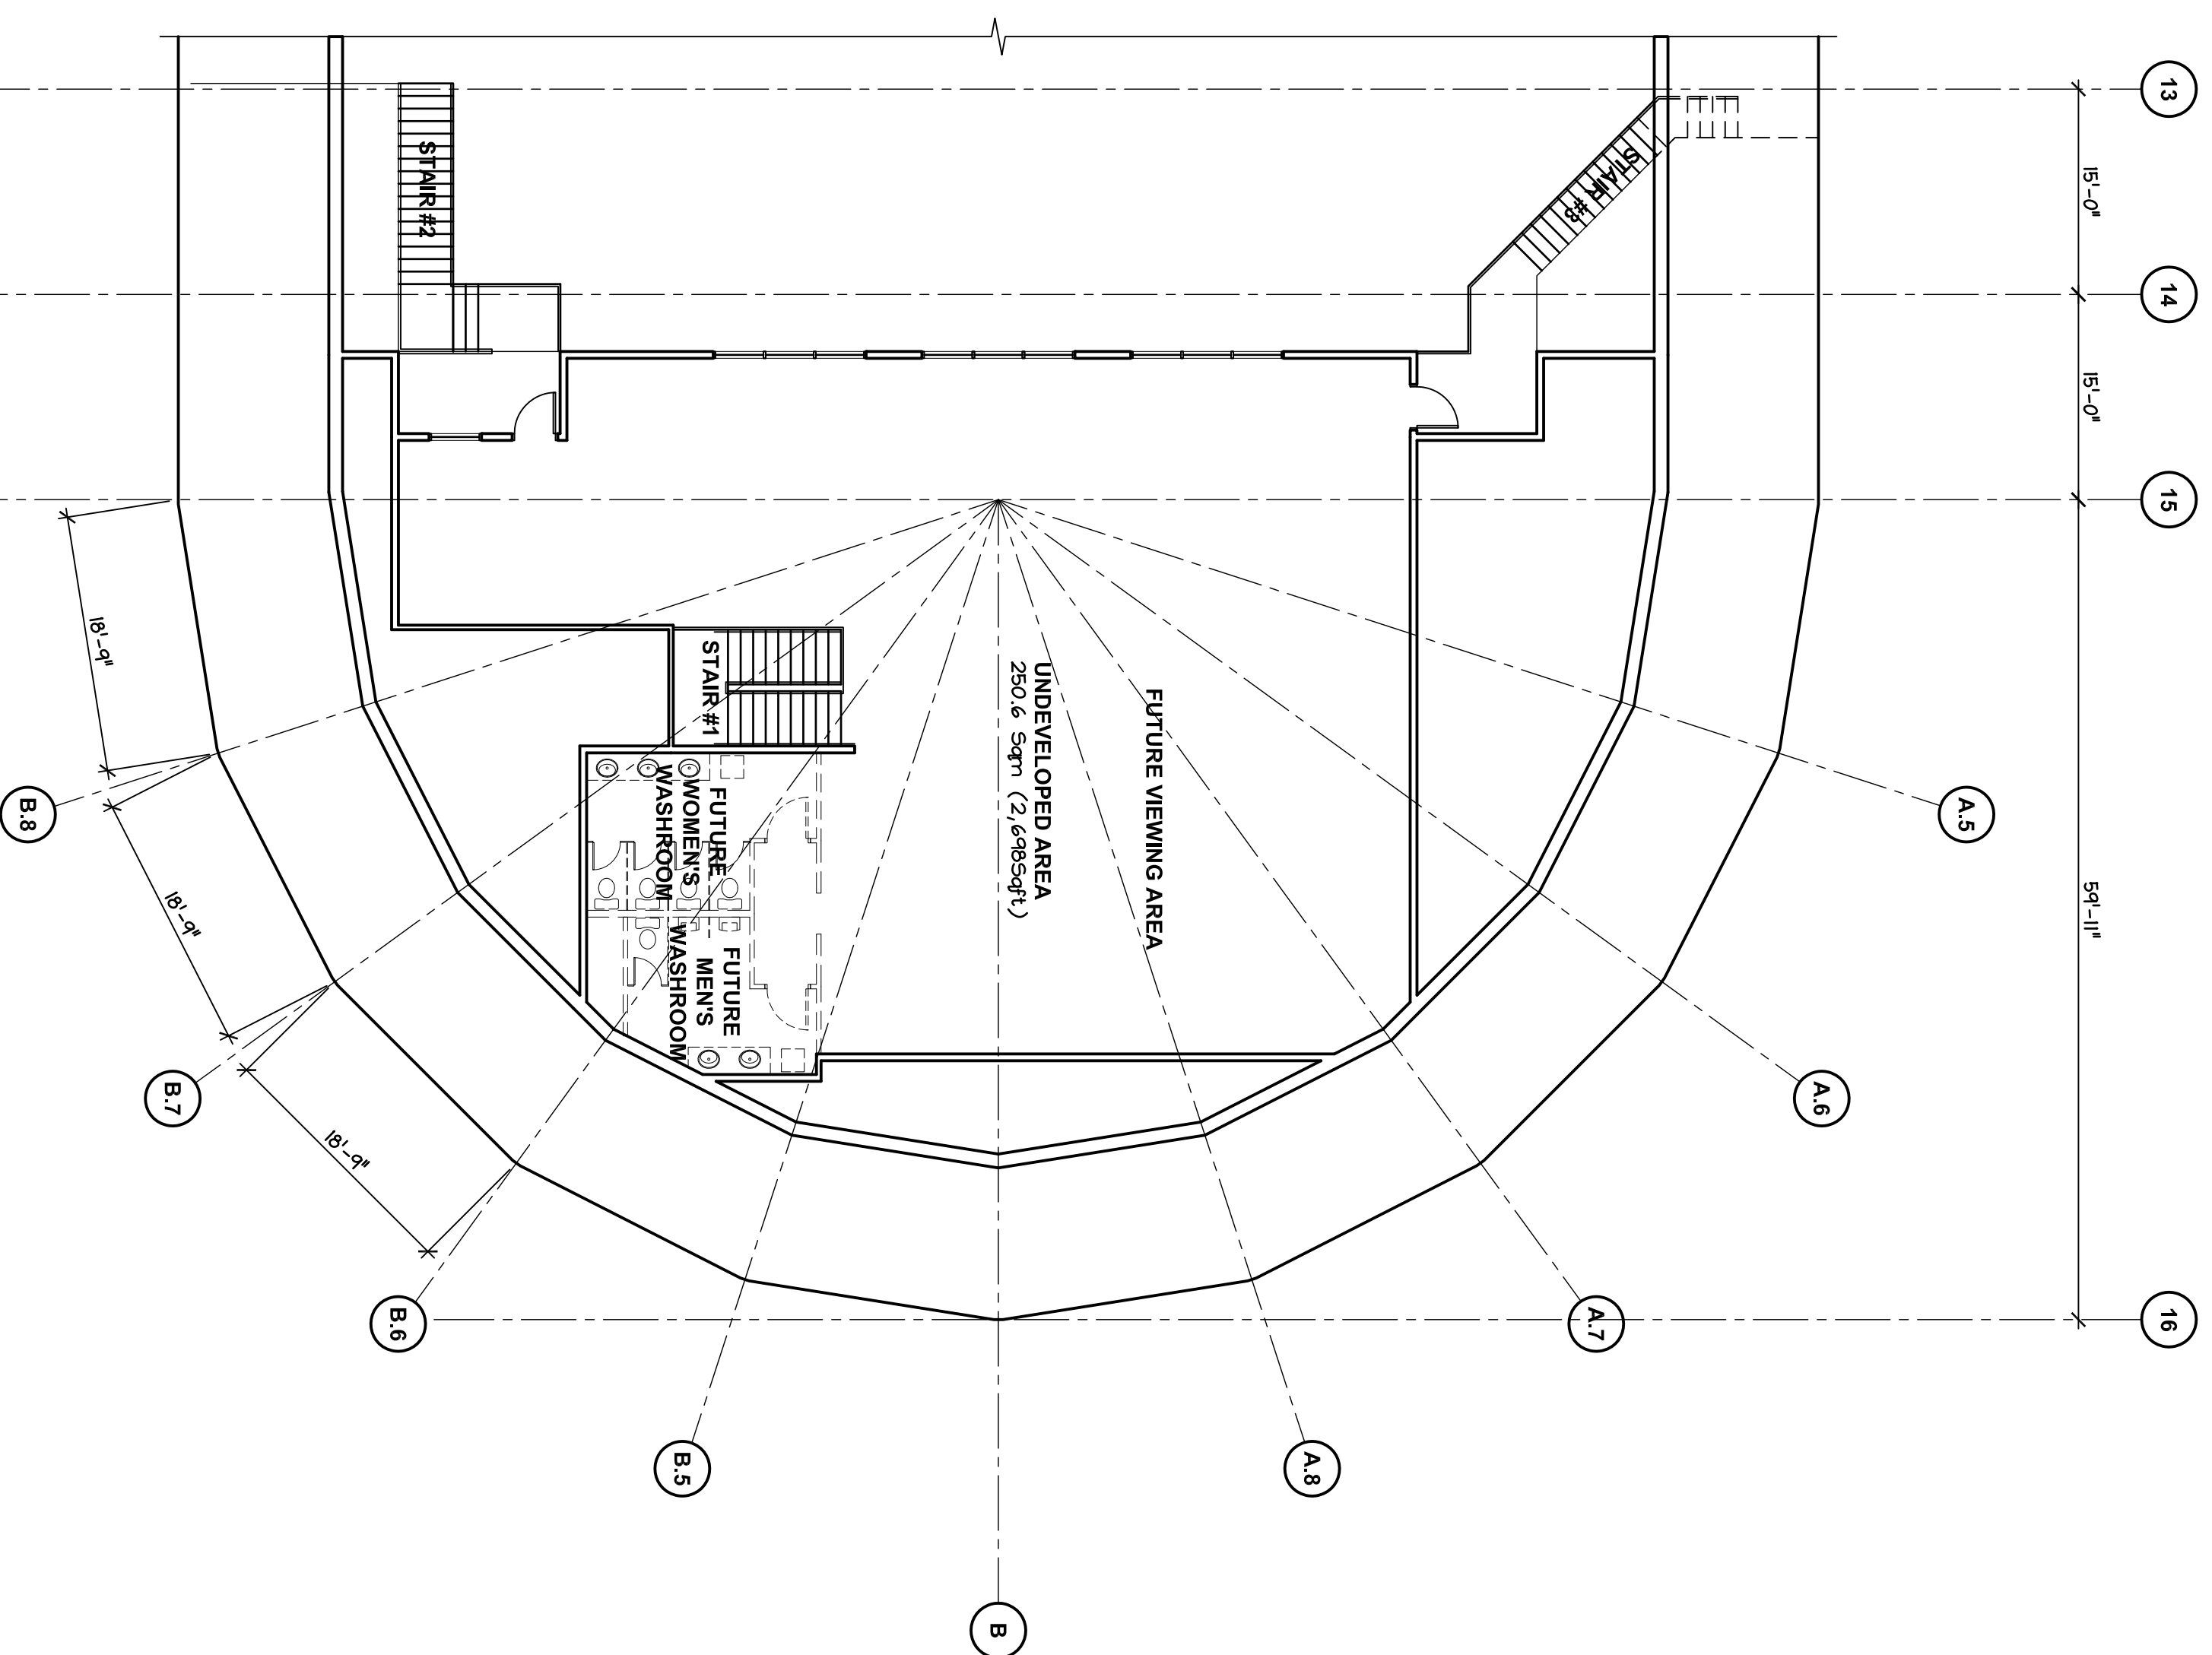 13
14
15
16
15'-0"
15'-0"
59'-11"
STAIR #2
STAIR #3
STAIR #1
UNDEVELOPED AREA
250.6 Sqm (2,698Sqft)
FUTURE VIEWING AREA
FUTURE
WOMEN'S
WASHROOM
FUTURE
MEN'S
WASHROOM
18'-9"
18'-9"
18'-9"
B.8
B.7
B.6
B.5
B
A.8
A.7
A.6
A.5